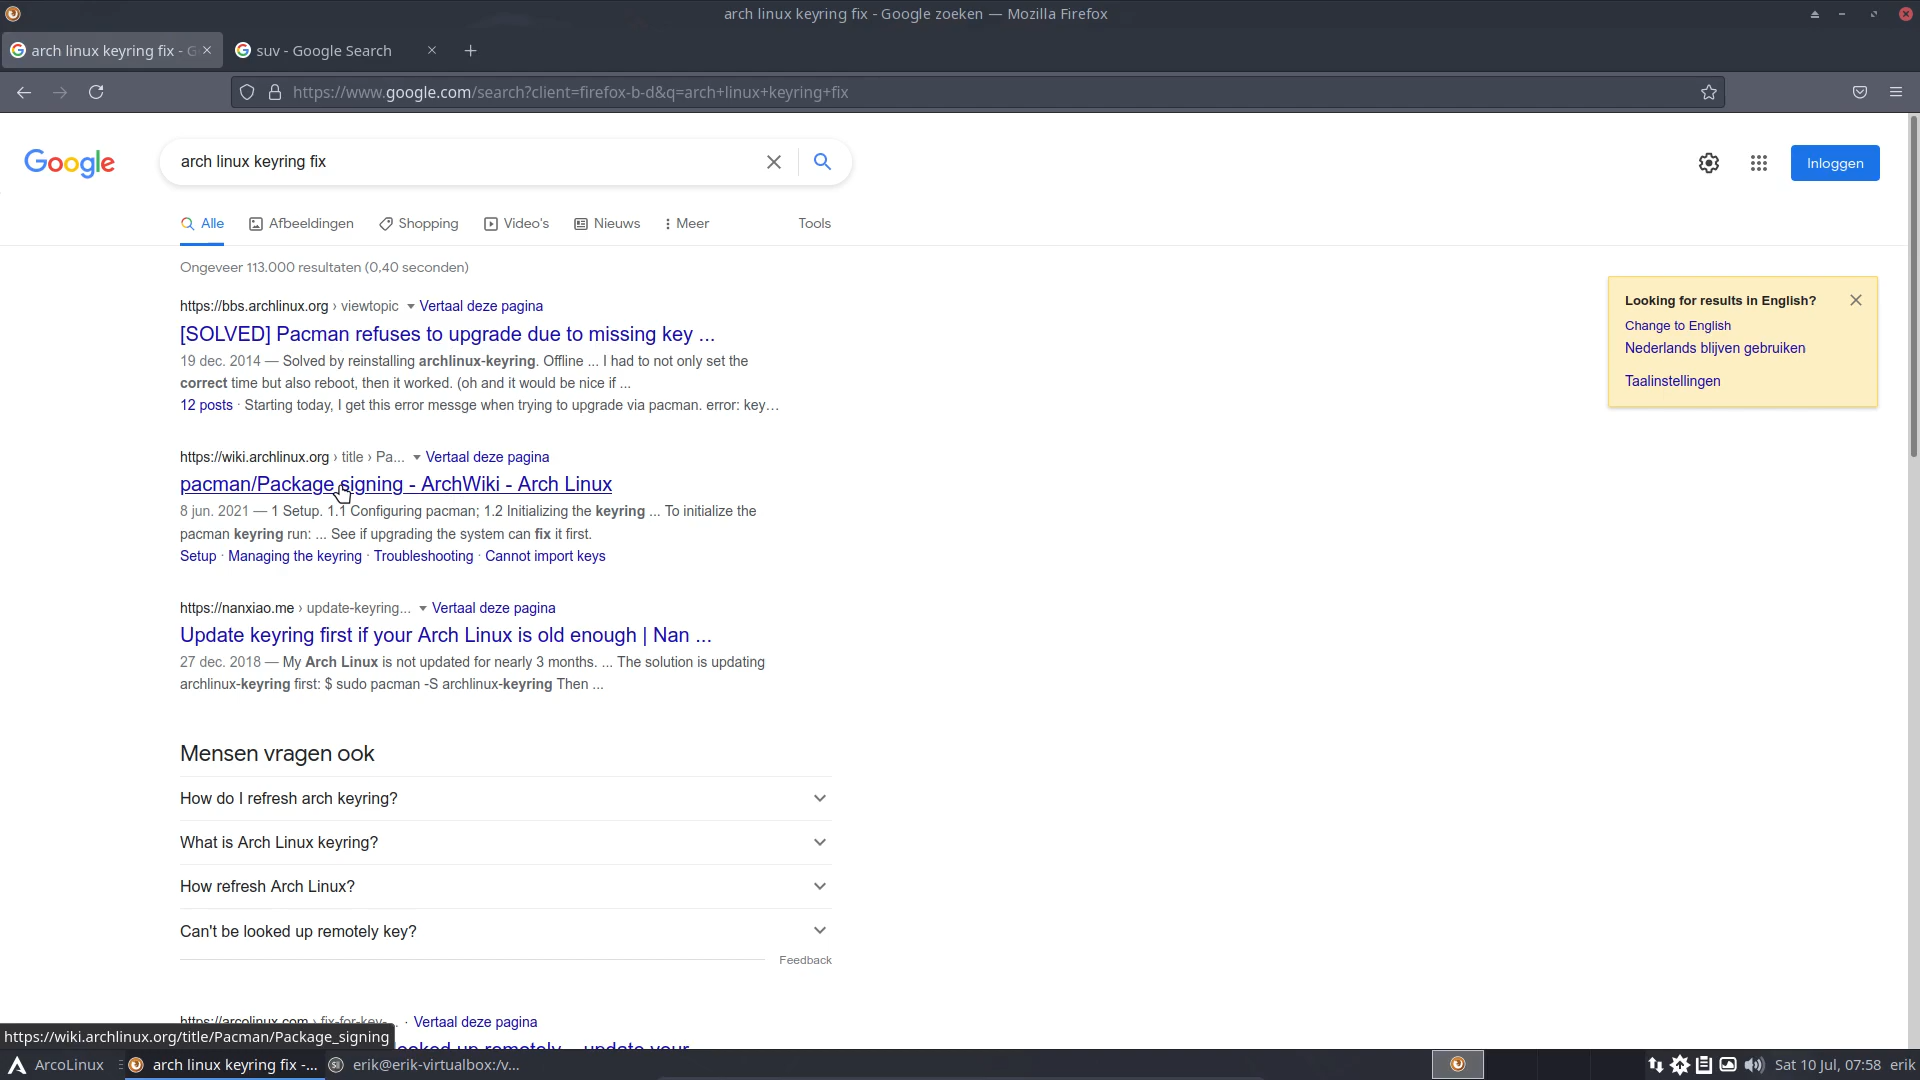 arch linux keyring fix - Google zoeken — Mozilla Firefox
arch linux keyring fix - G
suv - Google Search
https://www.google.com/search?client=firefox-b-d&q=arch+linux+keyring+fix
Google
arch linux keyring fix
Inloggen
Alle
Afbeeldingen
Shopping
Video's
Nieuws
Meer
Tools
Ongeveer 113.000 resultaten (0,40 seconden)
https://bbs.archlinux.org › viewtopic Vertaal deze pagina
[SOLVED] Pacman refuses to upgrade due to missing key ...
19 dec. 2014 — Solved by reinstalling archlinux-keyring. Offline ... I had to not only set the
correct time but also reboot, then it worked. (oh and it would be nice if ...
12 posts · Starting today, I get this error messge when trying to upgrade via pacman. error: key…
Looking for results in English?
Change to English
Nederlands blijven gebruiken
Taalinstellingen
https://wiki.archlinux.org › title › Pa... Vertaal deze pagina
pacman/Package signing - ArchWiki - Arch Linux
8 jun. 2021 — 1 Setup. 1.1 Configuring pacman; 1.2 Initializing the keyring ... To initialize the
pacman keyring run: ... See if upgrading the system can fix it first.
Setup · Managing the keyring · Troubleshooting · Cannot import keys
https://nanxiao.me › update-keyring... Vertaal deze pagina
Update keyring first if your Arch Linux is old enough | Nan ...
27 dec. 2018 — My Arch Linux is not updated for nearly 3 months. ... The solution is updating
archlinux-keyring first: $ sudo pacman -S archlinux-keyring Then ...
Mensen vragen ook
How do I refresh arch keyring?
What is Arch Linux keyring?
How refresh Arch Linux?
Can't be looked up remotely key?
Feedback
https://arcolinux.com › fix-for-key-... · Vertaal deze pagina
looked up remotely – update your
https://wiki.archlinux.org/title/Pacman/Package_signing
ArcoLinux
arch linux keyring fix -...
erik@erik-virtualbox:/v...
Sat 10 Jul, 07:58
erik